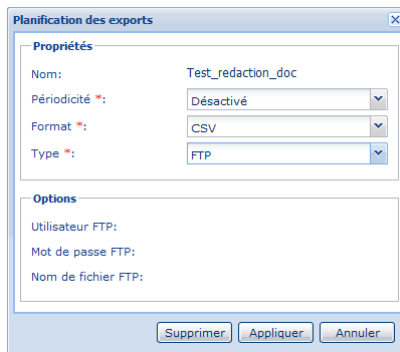 Planification des exports
Propriétés
Nom: Test_redaction_doc
Périodicité *: Désactivé
Format *: CSV
Type *: FTP
Options
Utilisateur FTP:
Mot de passe FTP:
Nom de fichier FTP:
Supprimer Appliquer Annuler